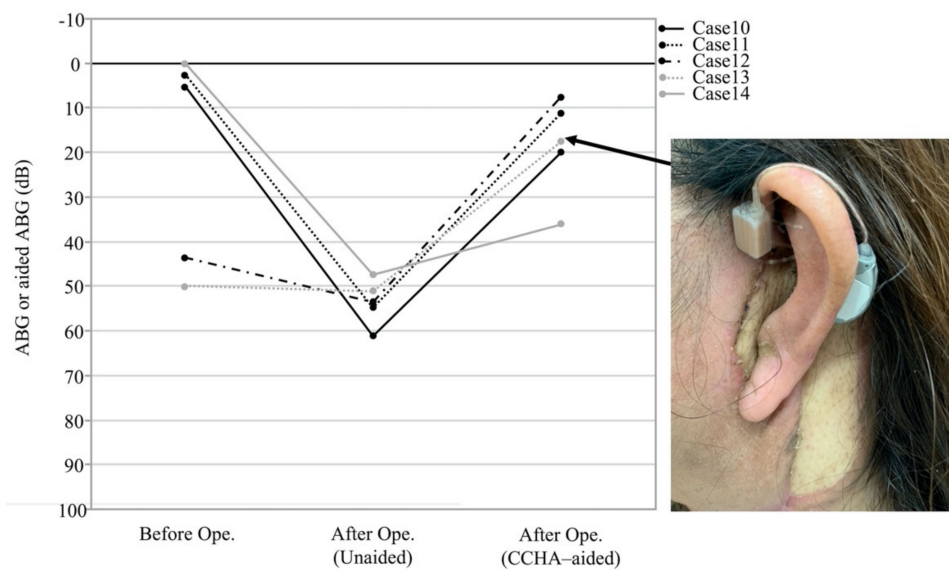 -10
0
10
20
30
40
50
60
70
80
90
100
ABG or aided ABG (dB)
Before Ope.
After Ope.
(Unaided)
After Ope.
(CCHA–aided)
Case10
Case11
Case12
Case13
Case14